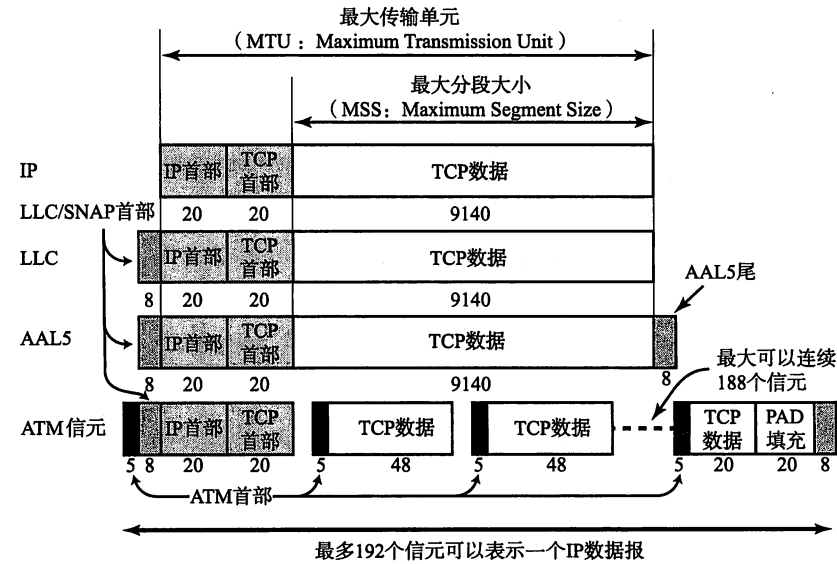 最大传输单元
（MTU：Maximum Transmission Unit）
最大分段大小
（MSS：Maximum Segment Size）
IP
IP首部
TCP
首部
TCP数据
LLC/SNAP首部
20
20
9140
LLC
IP首部
TCP
首部
TCP数据
8
20
20
9140
AAL5尾
AAL5
IP首部
TCP
首部
TCP数据
8
20
20
9140
8
最大可以连续
188个信元
ATM信元
IP首部
TCP
首部
TCP数据
TCP数据
TCP
数据
PAD
填充
5
8
20
20
5
48
5
48
5
20
20
8
ATM首部
最多192个信元可以表示一个IP数据报